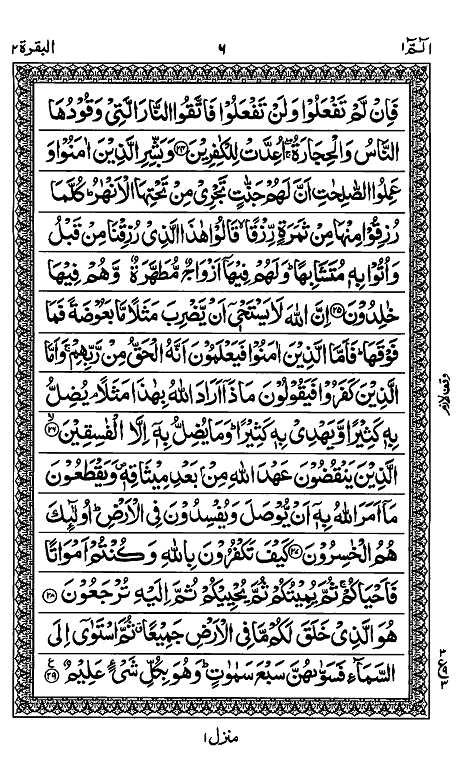 الٓـمّٓ ۱ ۶ البقرة ۲
فَاِنْ لَّمْ تَفْعَلُوْا وَلَنْ تَفْعَلُوْا فَاتَّقُوا النَّارَ الَّتِیْ وَقُوْدُهَا
النَّاسُ وَالْحِجَارَةُ ۖۚ اُعِدَّتْ لِلْكٰفِرِیْنَ ﴿۲۴﴾ وَبَشِّرِ الَّذِیْنَ اٰمَنُوْا وَ
عَمِلُوا الصّٰلِحٰتِ اَنَّ لَهُمْ جَنّٰتٍ تَجْرِیْ مِنْ تَحْتِهَا الْاَنْهٰرُ ؕ كُلَّمَا
رُزِقُوْا مِنْهَا مِنْ ثَمَرَةٍ رِّزْقًا ۙ قَالُوْا هٰذَا الَّذِیْ رُزِقْنَا مِنْ قَبْلُ
وَاُتُوْا بِهٖ مُتَشَابِهًا ؕ وَلَهُمْ فِیْهَاۤ اَزْوَاجٌ مُّطَهَّرَةٌ ۙ وَّهُمْ فِیْهَا
خٰلِدُوْنَ ﴿۲۵﴾ اِنَّ اللّٰهَ لَا یَسْتَحْیٖۤ اَنْ یَّضْرِبَ مَثَلًا مَّا بَعُوْضَةً فَمَا
فَوْقَهَا ؕ فَاَمَّا الَّذِیْنَ اٰمَنُوْا فَیَعْلَمُوْنَ اَنَّهُ الْحَقُّ مِنْ رَّبِّهِمْ ۚ وَاَمَّا
الَّذِیْنَ كَفَرُوْا فَیَقُوْلُوْنَ مَاذَاۤ اَرَادَ اللّٰهُ بِهٰذَا مَثَلًا ۘ یُضِلُّ
بِهٖ كَثِیْرًا وَّیَهْدِیْ بِهٖ كَثِیْرًا ؕ وَمَا یُضِلُّ بِهٖۤ اِلَّا الْفٰسِقِیْنَ ﴿۲۶﴾ۙ
الَّذِیْنَ یَنْقُضُوْنَ عَهْدَ اللّٰهِ مِنْۢ بَعْدِ مِیْثَاقِهٖ ۪ وَیَقْطَعُوْنَ
مَاۤ اَمَرَ اللّٰهُ بِهٖۤ اَنْ یُّوْصَلَ وَیُفْسِدُوْنَ فِی الْاَرْضِ ؕ اُولٰٓئِكَ
هُمُ الْخٰسِرُوْنَ ﴿۲۷﴾ كَیْفَ تَكْفُرُوْنَ بِاللّٰهِ وَكُنْتُمْ اَمْوَاتًا
فَاَحْیَاكُمْ ۚ ثُمَّ یُمِیْتُكُمْ ثُمَّ یُحْیِیْكُمْ ثُمَّ اِلَیْهِ تُرْجَعُوْنَ ﴿۲۸﴾
هُوَ الَّذِیْ خَلَقَ لَكُمْ مَّا فِی الْاَرْضِ جَمِیْعًا ۗ ثُمَّ اسْتَوٰۤی اِلَی
السَّمَآءِ فَسَوّٰىهُنَّ سَبْعَ سَمٰوٰتٍ ؕ وَهُوَ بِكُلِّ شَیْءٍ عَلِیْمٌ ﴿۲۹﴾ ع
وقف لازم
منزل ۱